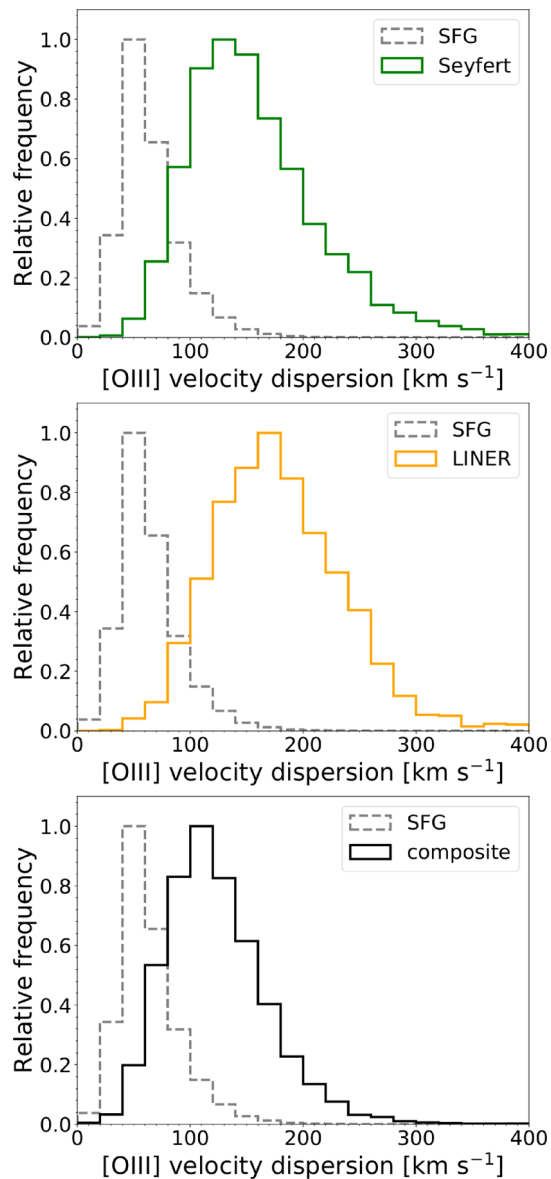 Relative frequency
1.0
0.8
0.6
0.4
0.2
0.0
SFG
Seyfert
0 100 200 300 400
[OIII] velocity dispersion [km s⁻¹]
Relative frequency
1.0
0.8
0.6
0.4
0.2
0.0
SFG
LINER
0 100 200 300 400
[OIII] velocity dispersion [km s⁻¹]
Relative frequency
1.0
0.8
0.6
0.4
0.2
0.0
SFG
composite
0 100 200 300 400
[OIII] velocity dispersion [km s⁻¹]